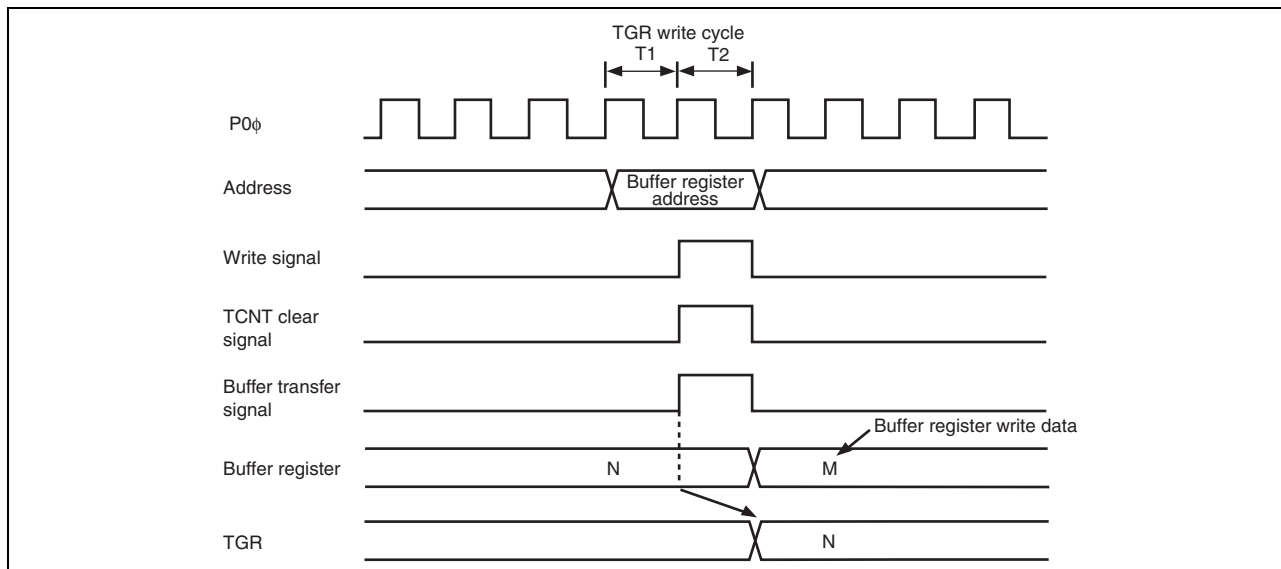 TGR write cycle
T1 T2
P0ϕ
Address
Buffer register
address
Write signal
TCNT clear
signal
Buffer transfer
signal
Buffer register write data
Buffer register
N
M
TGR
N